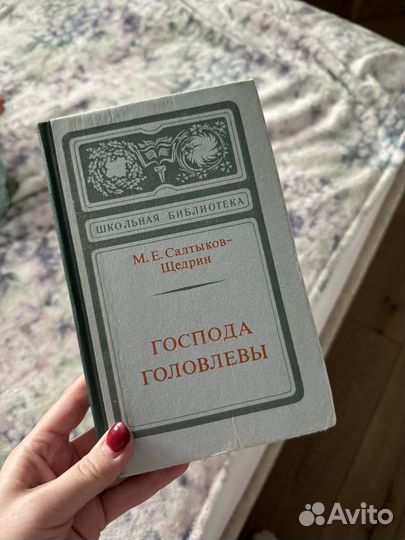 ШКОЛЬНАЯ БИБЛИОТЕКА
М. Е. Салтыков-
Щедрин
ГОСПОДА
ГОЛОВЛЕВЫ
Avito